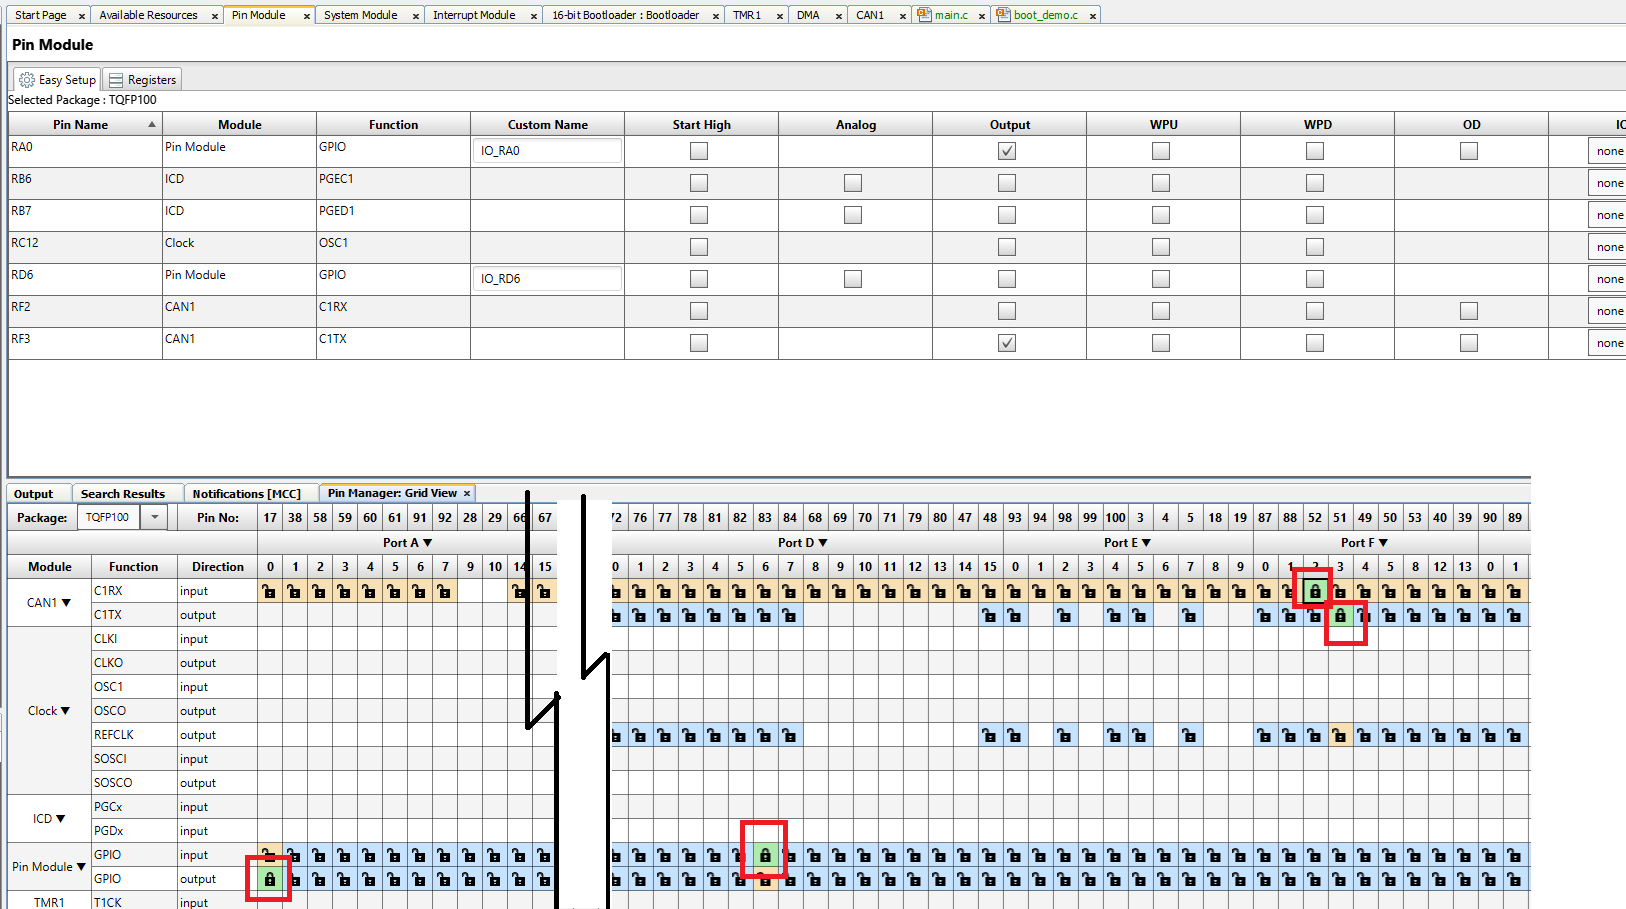 Start Page × Available Resources × Pin Module × System Module × Interrupt Module × 16-bit Bootloader : Bootloader × TMR1 × DMA × CAN1 × main.c × boot_demo.c ×
Pin Module
Easy Setup Registers
Selected Package : TQFP100
Pin Name Module Function Custom Name Start High Analog Output WPU WPD OD
RA0 Pin Module GPIO IO_RA0 none
RB6 ICD PGEC1 none
RB7 ICD PGED1 none
RC12 Clock OSC1 none
RD6 Pin Module GPIO IO_RD6 none
RF2 CAN1 C1RX none
RF3 CAN1 C1TX none
Output Search Results Notifications [MCC] Pin Manager: Grid View ×
Package: TQFP100 Pin No: 17 38 58 59 60 61 91 92 28 29 66 67 72 76 77 78 81 82 83 84 68 69 70 71 79 80 47 48 93 94 98 99 100 3 4 5 18 19 87 88 52 51 49 50 53 40 39 90 89
Port A ▼ Port D ▼ Port E ▼ Port F ▼
Module Function Direction 0 1 2 3 4 5 6 7 9 10 14 15 0 1 2 3 4 5 6 7 8 9 10 11 12 13 14 15 0 1 2 3 4 5 6 7 8 9 0 1 2 3 4 5 8 12 13 0 1
CAN1 ▼ C1RX input
C1TX output
Clock ▼ CLKI input
CLKO output
OSC1 input
OSCO output
REFCLK output
SOSCI input
SOSCO output
ICD ▼ PGCx input
PGDx input
Pin Module ▼ GPIO input
GPIO output
TMR1 T1CK input